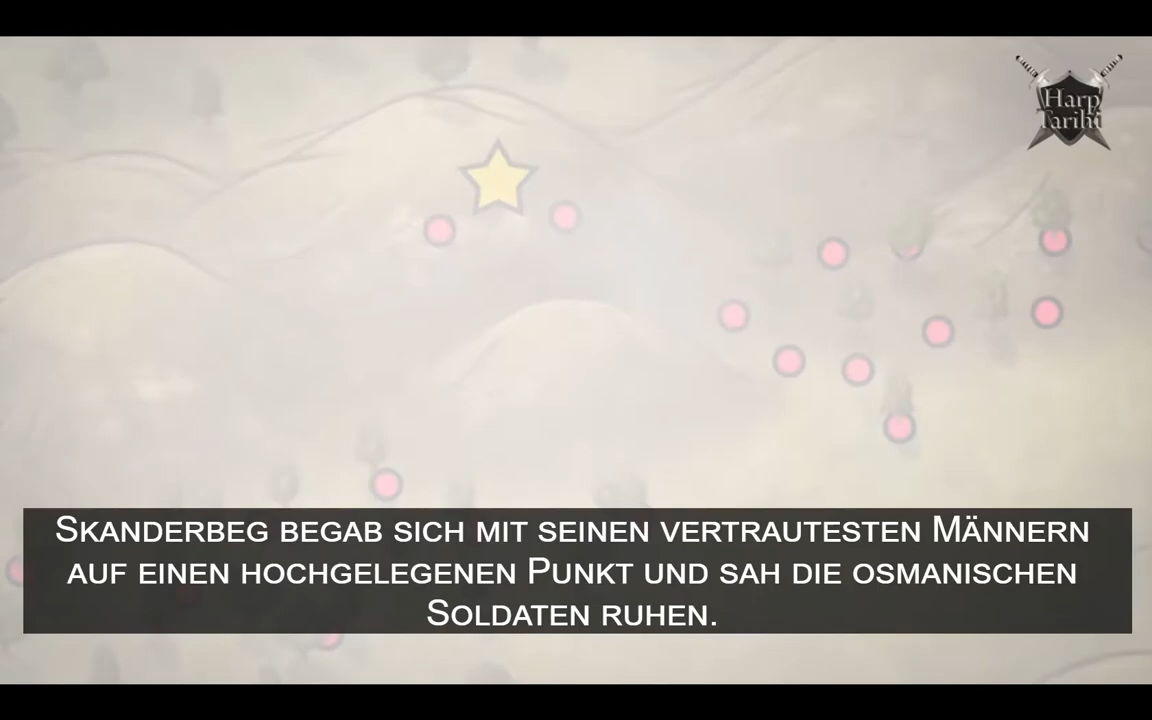 Harp
Tarihi
Skanderbeg begab sich mit seinen vertrautesten Männern
auf einen hochgelegenen Punkt und sah die osmanischen
Soldaten ruhen.